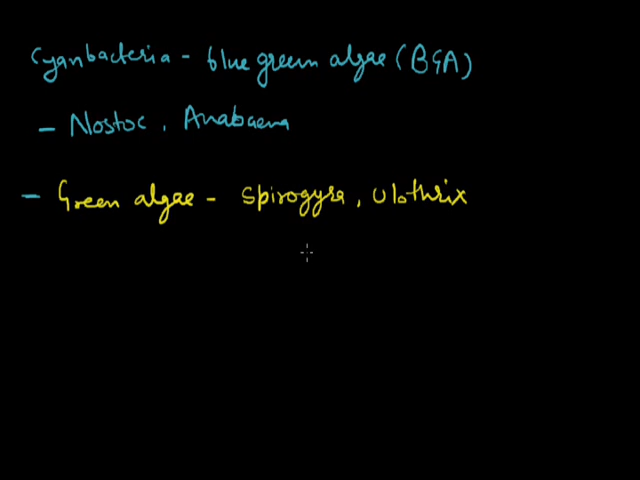 Cyanbacteria - blue green algae (BGA)
- Nostoc, Anabaena
- Green algae - Spirogyra, Ulothrix